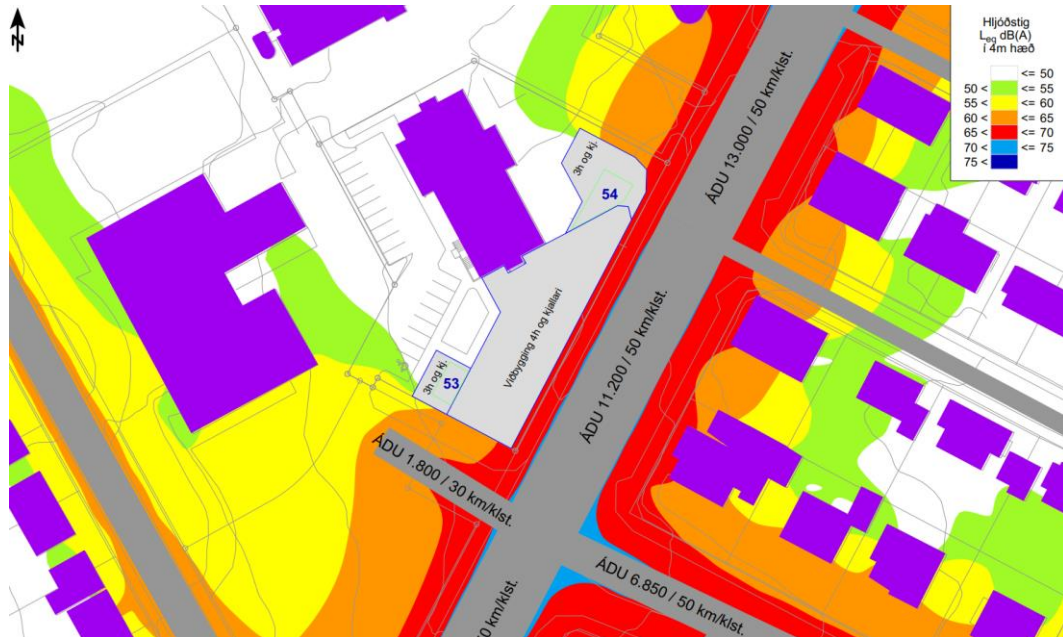 N
Hljóðstig
Leq dB(A)
í 4m hæð
<= 50
50 < <= 55
55 < <= 60
60 < <= 65
65 < <= 70
70 < <= 75
75 <
ÁDU 13.000 / 50 km/klst.
3h og kj.
54
Viðbygging 4h og kjallari
ÁDU 11.200 / 50 km/klst.
3h og kj.
53
ÁDU 1.800 / 30 km/klst.
ÁDU 6.850 / 50 km/klst.
0 km/klst.